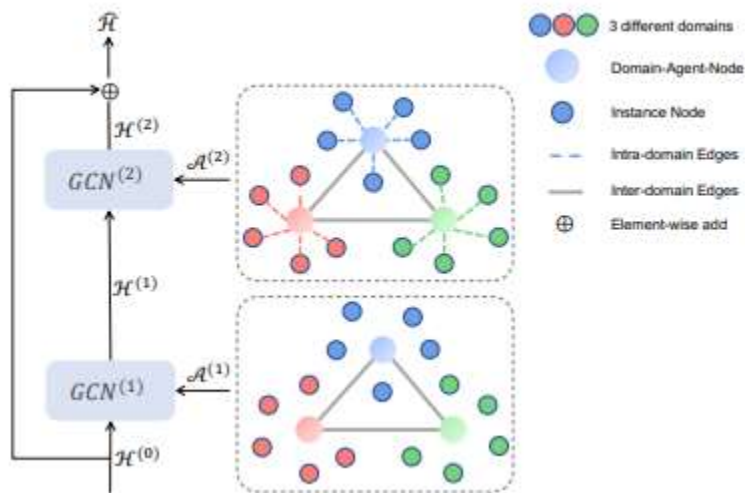 H̃
ℋ⁽²⁾
GCN⁽²⁾
𝒜⁽²⁾
ℋ⁽¹⁾
GCN⁽¹⁾
𝒜⁽¹⁾
ℋ⁽⁰⁾
3 different domains
Domain-Agent-Node
Instance Node
Intra-domain Edges
Inter-domain Edges
Element-wise add